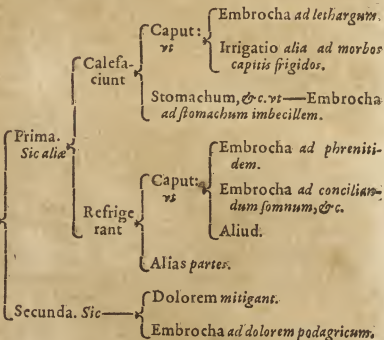 Embrocha ad lethargum.
Caput: vt
Irrigatio alia ad morbos
capitis frigidos.
Calefa-
ciunt
Stomachum, &c. vt—Embrocha
ad ſtomachum imbecillem.
Prima.
Sic aliæ
Embrocha ad phreniti-
dem.
Caput: vt
Embrocha ad concilian-
dum ſomnum, &c.
Refrige
rant
Aliud.
Alias partes.
Secunda. Sic
Dolorem mitigant.
Embrocha ad dolorem podagricum.